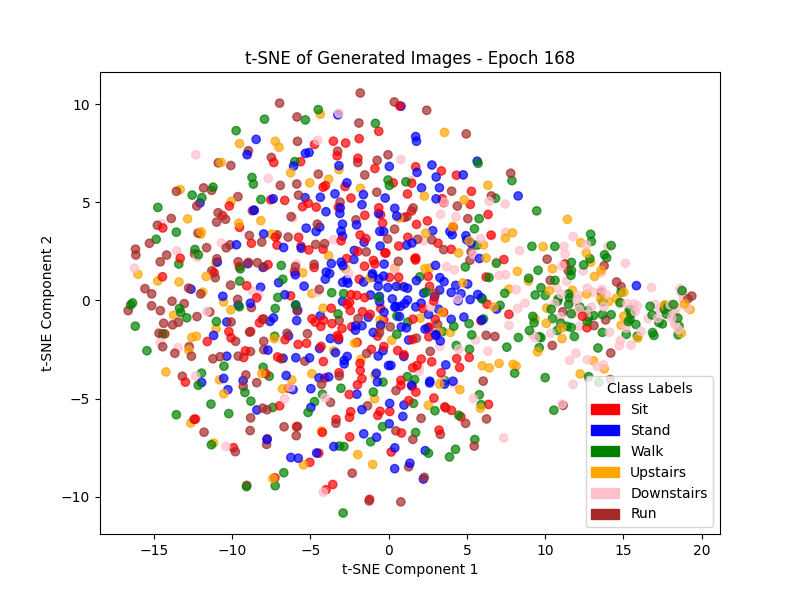 t-SNE of Generated Images - Epoch 168
10
5
0
−5
−10
t-SNE Component 2
−15
−10
−5
0
5
10
15
20
t-SNE Component 1
Class Labels
Sit
Stand
Walk
Upstairs
Downstairs
Run